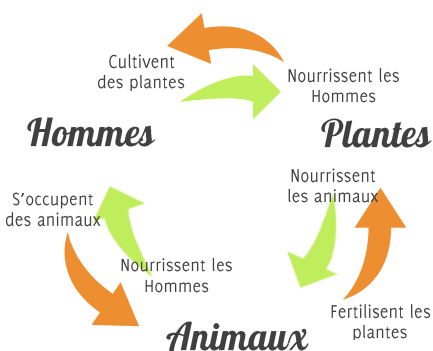 Cultivent
des plantes
Nourrissent les
Hommes
Hommes
Plantes
Nourrissent
les animaux
S'occupent
des animaux
Nourrissent les
Hommes
Fertilisent les
plantes
Animaux